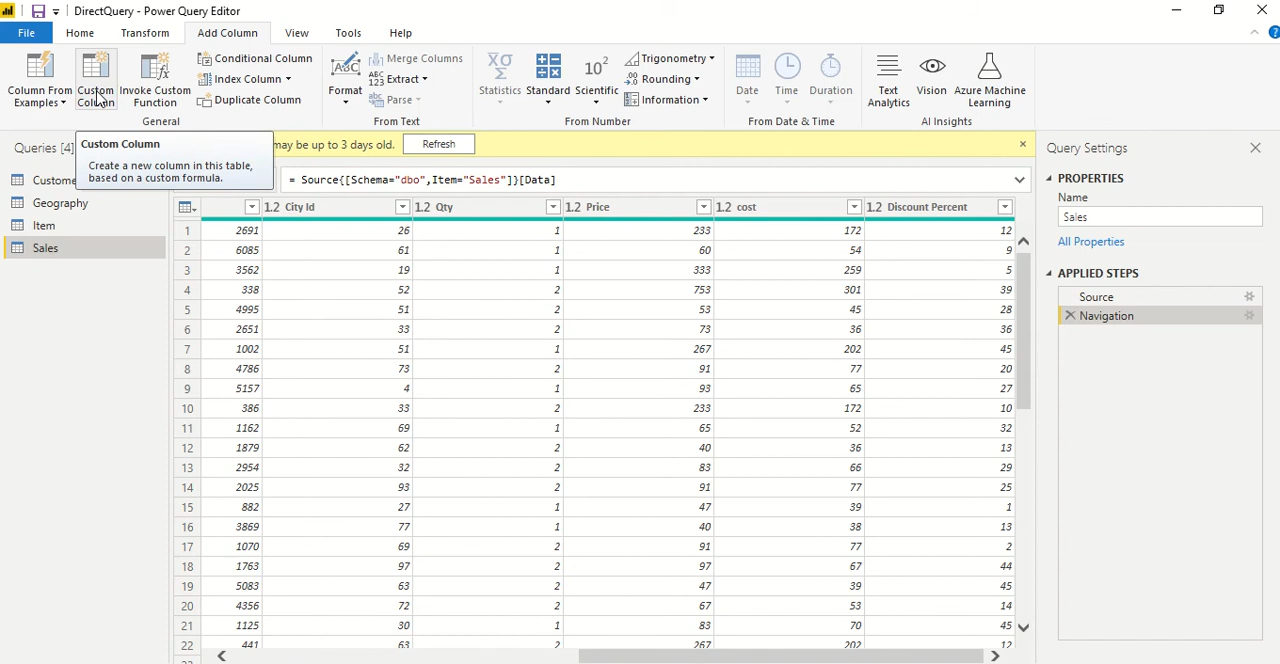 DirectQuery - Power Query Editor
File Home Transform Add Column View Tools Help
Column From Examples
Custom Column
Invoke Custom Function
Conditional Column
Index Column
Duplicate Column
General
Format
Merge Columns
ABC 123 Extract
Parse
From Text
Statistics
Standard
10² Scientific
Trigonometry
.00 Rounding
Information
From Number
Date
Time
Duration
From Date & Time
Text Analytics
Vision
Azure Machine Learning
AI Insights
Queries [4]
Custome
Geography
Item
Sales
Custom Column
Create a new column in this table,
based on a custom formula.
may be up to 3 days old. Refresh
= Source{[Schema="dbo",Item="Sales"]}[Data]
1.2 City Id 1.2 Qty 1.2 Price 1.2 cost 1.2 Discount Percent
1 2691 26 1 233 172 12
2 6085 61 1 60 54 9
3 3562 19 1 333 259 5
4 338 52 2 753 301 39
5 4995 51 2 53 45 28
6 2651 33 2 73 36 36
7 1002 51 1 267 202 45
8 4786 73 2 91 77 20
9 5157 4 1 93 65 27
10 386 33 2 233 172 10
11 1162 69 1 65 52 32
12 1879 62 2 40 36 13
13 2954 32 2 83 66 29
14 2025 93 2 91 77 25
15 882 27 1 47 39 1
16 3869 77 1 40 38 13
17 1070 69 2 91 77 2
18 1763 97 2 97 67 44
19 5083 63 2 47 39 45
20 4356 72 2 67 53 14
21 1125 30 1 83 70 45
22 441 63 2 267 202 12
Query Settings
PROPERTIES
Name
Sales
All Properties
APPLIED STEPS
Source
Navigation